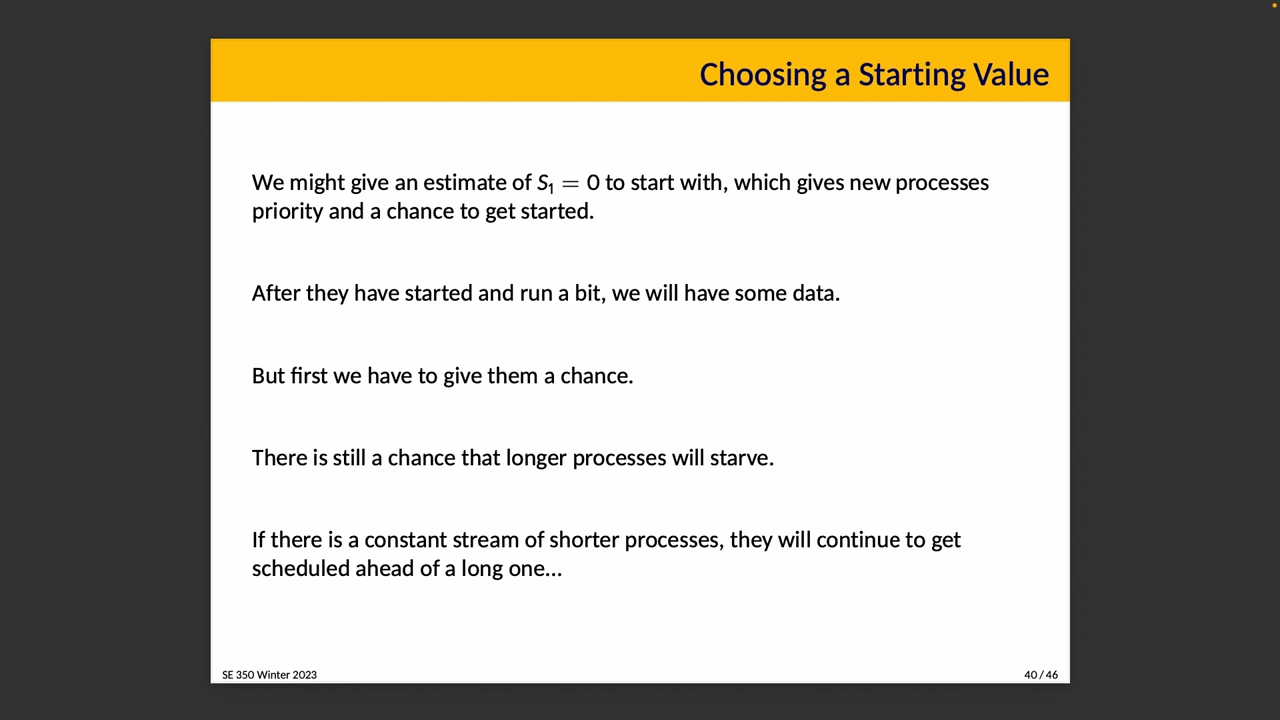 Choosing a Starting Value
We might give an estimate of S₁ = 0 to start with, which gives new processes
priority and a chance to get started.
After they have started and run a bit, we will have some data.
But first we have to give them a chance.
There is still a chance that longer processes will starve.
If there is a constant stream of shorter processes, they will continue to get
scheduled ahead of a long one...
SE 350 Winter 2023
40 / 46